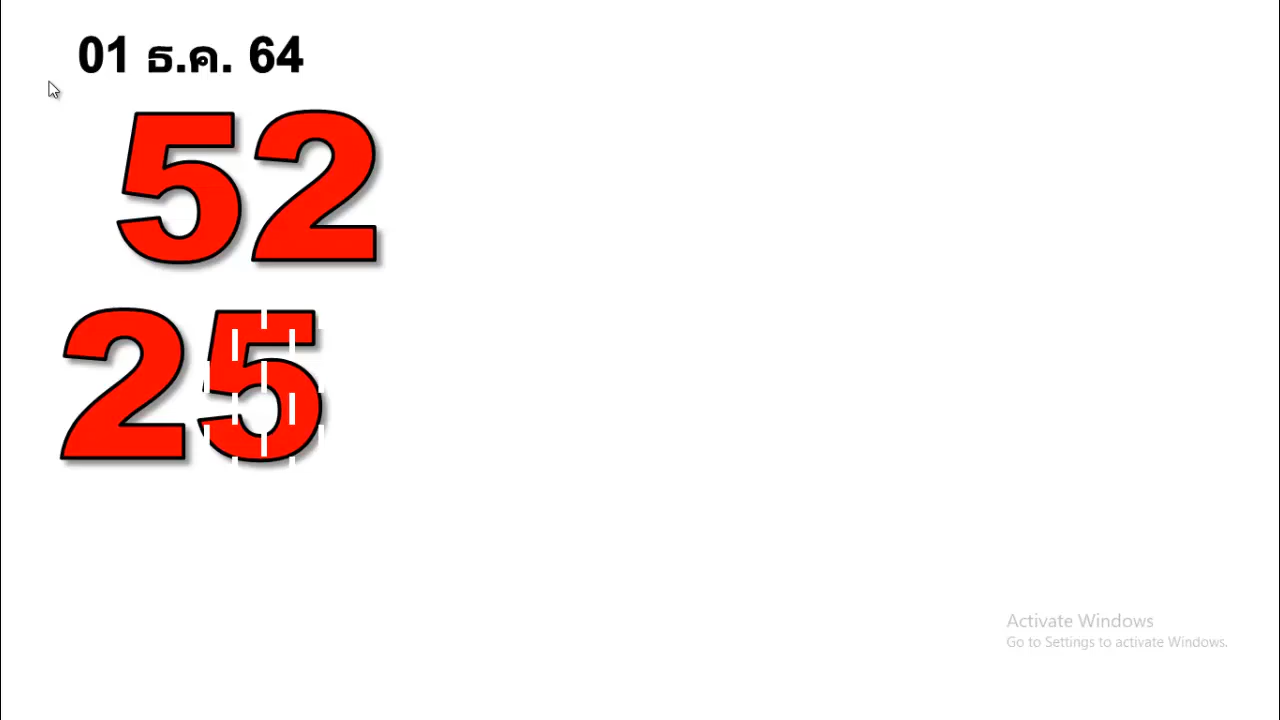 01 ธ.ค. 64
52
25
Activate Windows
Go to Settings to activate Windows.